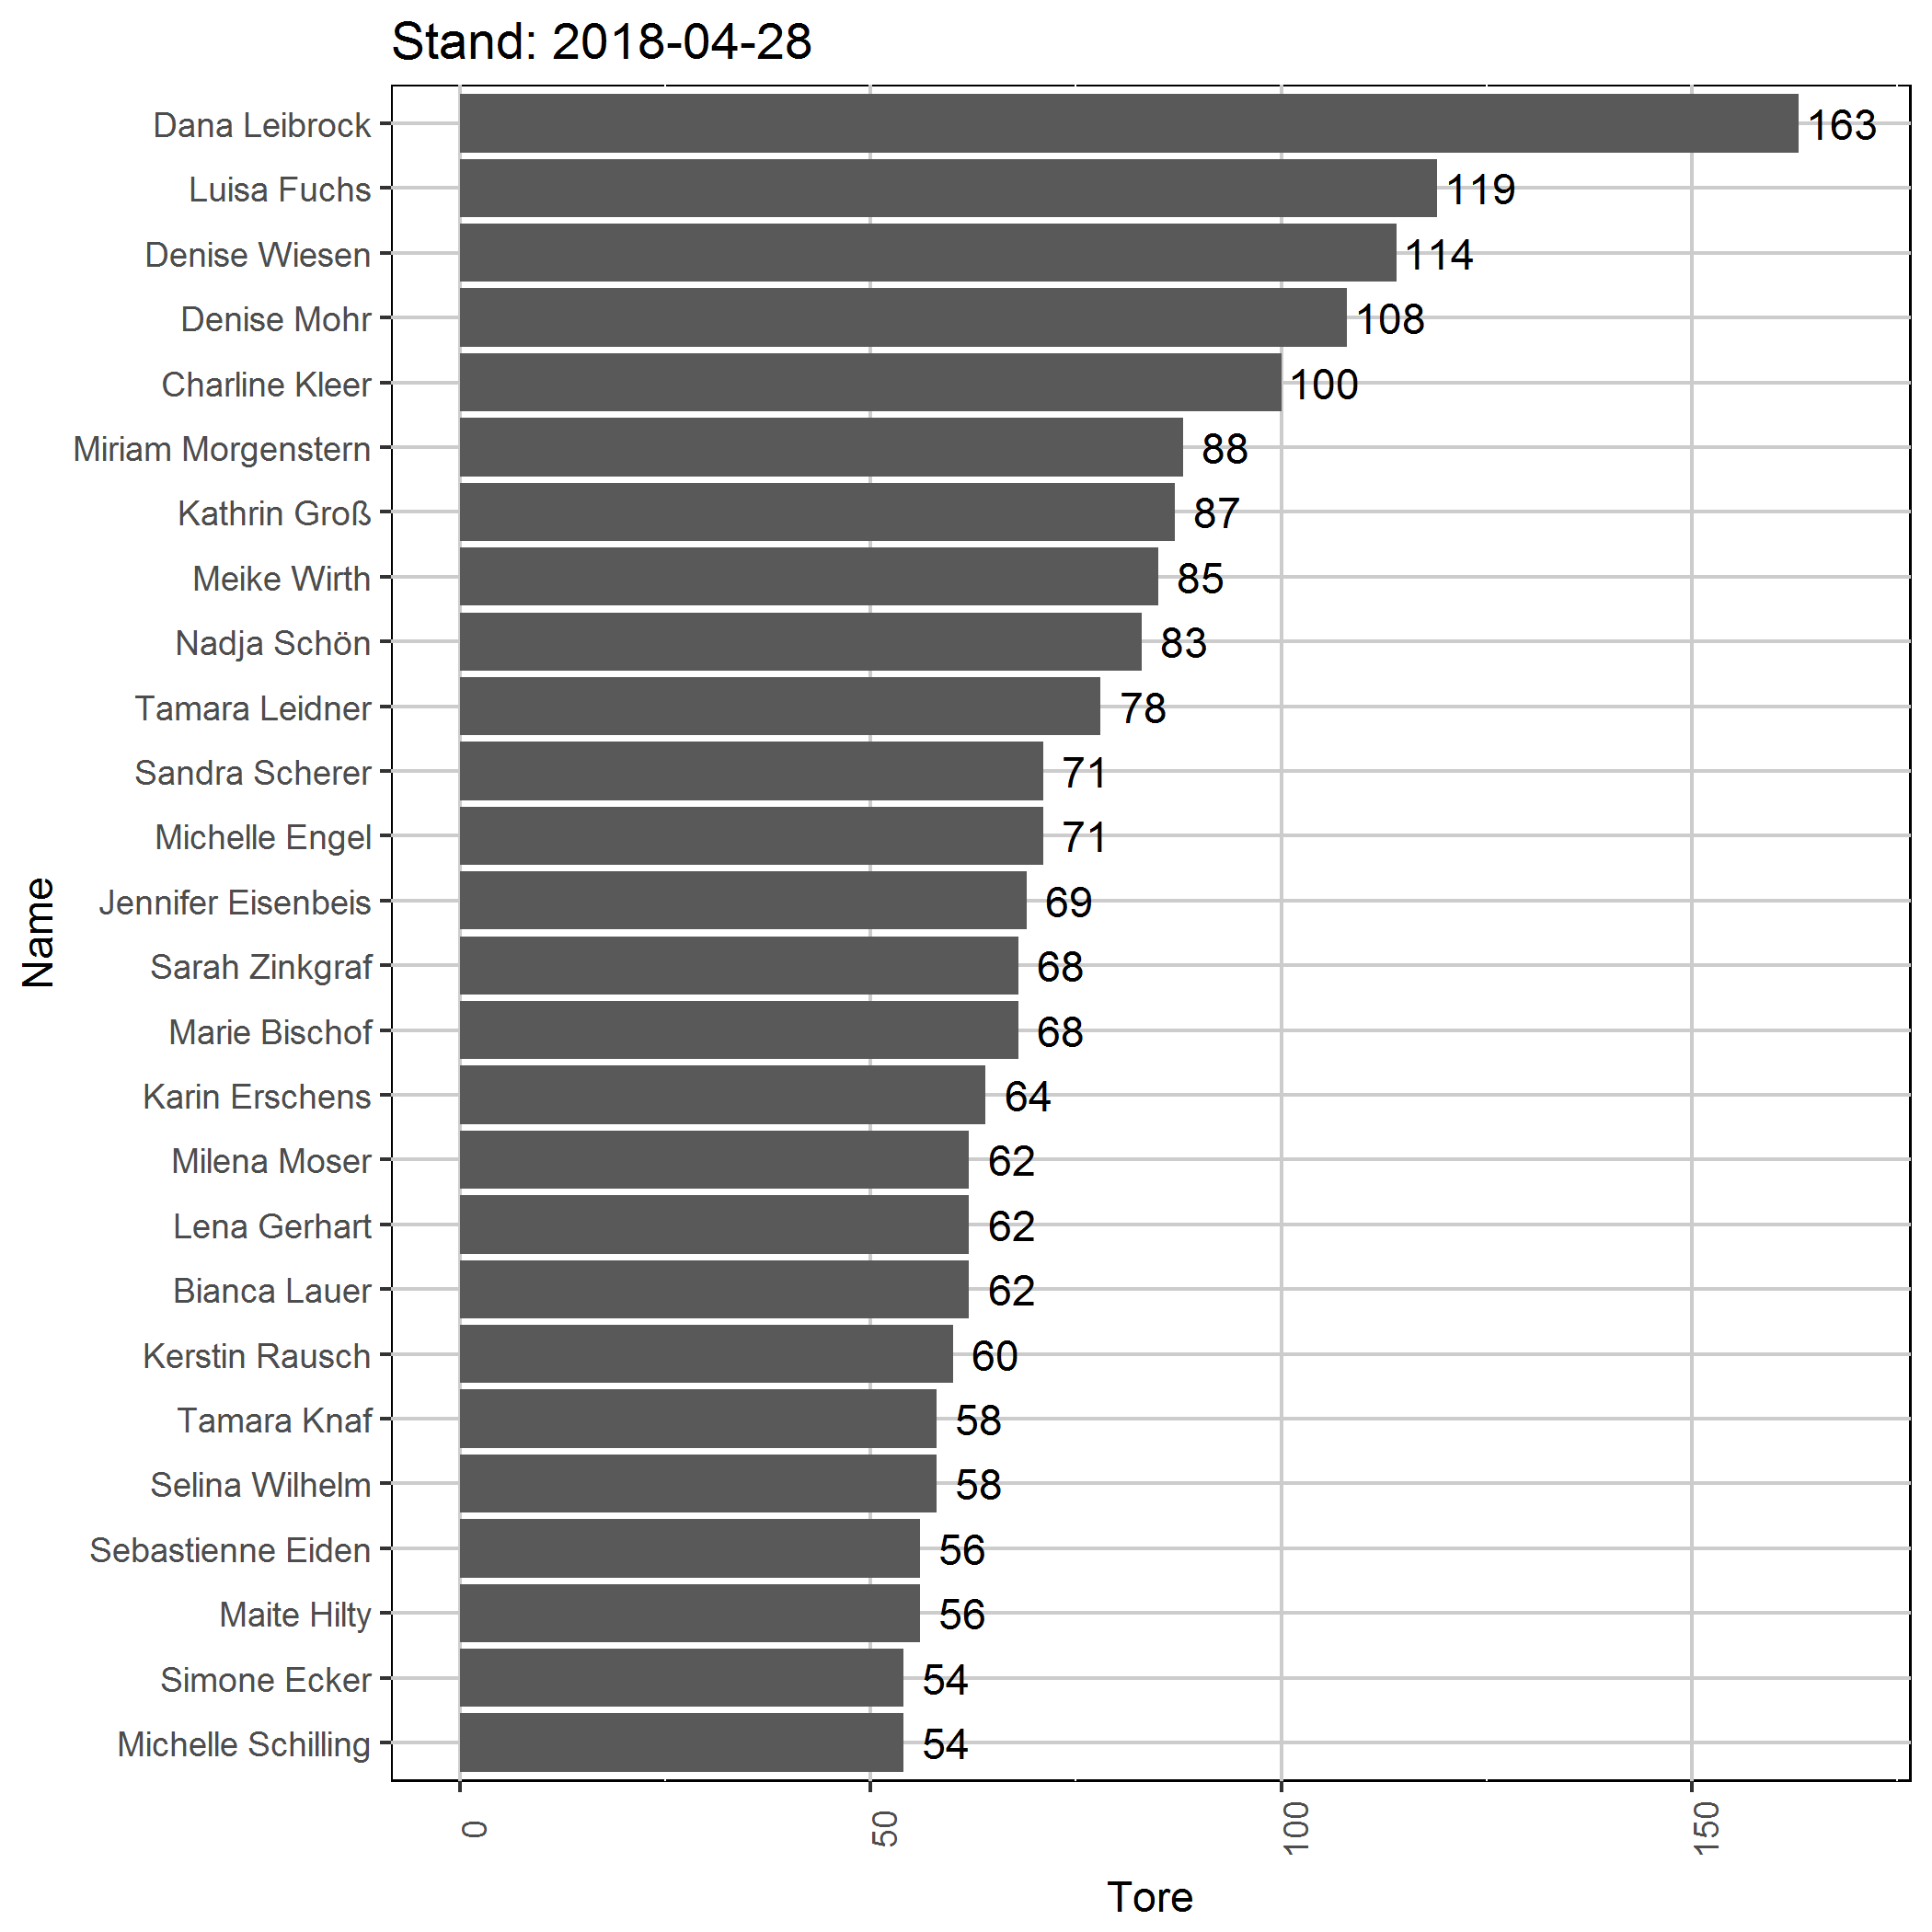 Stand: 2018-04-28
Dana Leibrock 163
Luisa Fuchs 119
Denise Wiesen 114
Denise Mohr 108
Charline Kleer 100
Miriam Morgenstern 88
Kathrin Groß 87
Meike Wirth 85
Nadja Schön 83
Tamara Leidner 78
Sandra Scherer 71
Michelle Engel 71
Jennifer Eisenbeis 69
Sarah Zinkgraf 68
Marie Bischof 68
Karin Erschens 64
Milena Moser 62
Lena Gerhart 62
Bianca Lauer 62
Kerstin Rausch 60
Tamara Knaf 58
Selina Wilhelm 58
Sebastienne Eiden 56
Maite Hilty 56
Simone Ecker 54
Michelle Schilling 54
Name
0 50 100 150
Tore